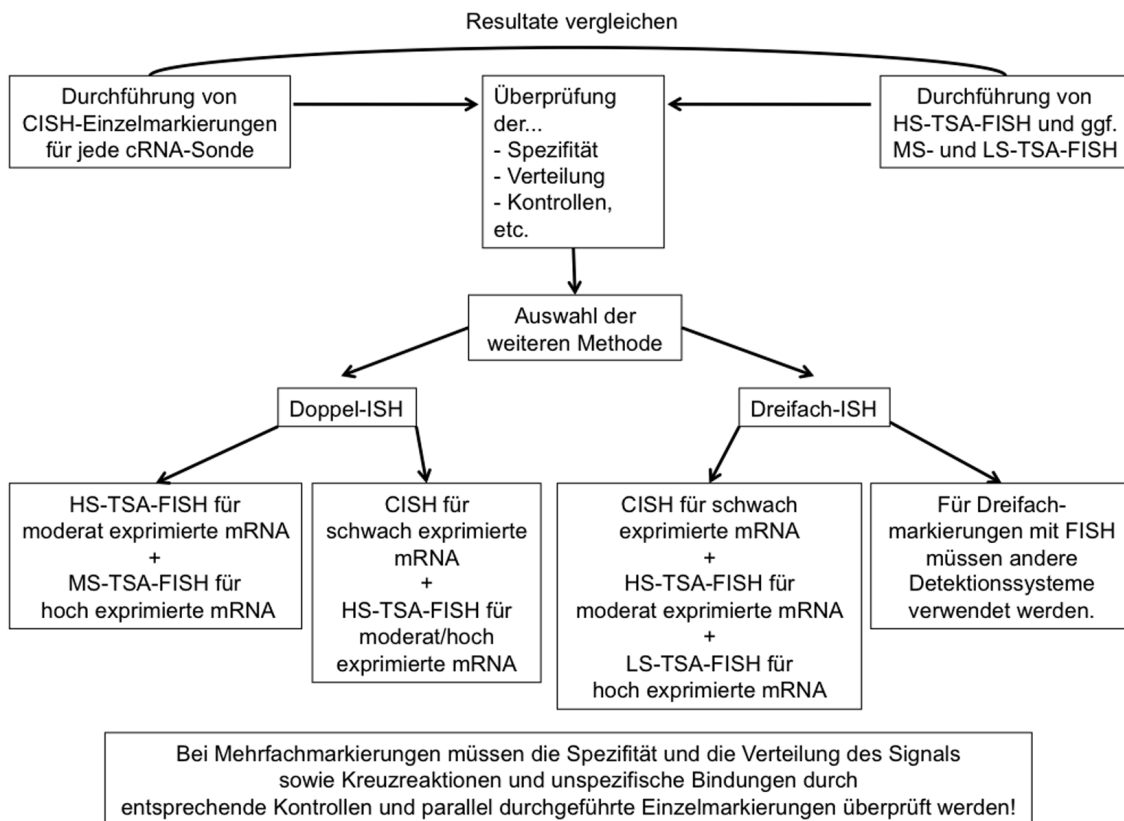 Resultate vergleichen
Durchführung von
CISH-Einzelmarkierungen
für jede cRNA-Sonde
Überprüfung
der...
- Spezifität
- Verteilung
- Kontrollen,
etc.
Durchführung von
HS-TSA-FISH und ggf.
MS- und LS-TSA-FISH
Auswahl der
weiteren Methode
Doppel-ISH
Dreifach-ISH
HS-TSA-FISH für
moderat exprimierte mRNA
+
MS-TSA-FISH für
hoch exprimierte mRNA
CISH für
schwach exprimierte
mRNA
+
HS-TSA-FISH für
moderat/hoch
exprimierte mRNA
CISH für schwach
exprimierte mRNA
+
HS-TSA-FISH für
moderat exprimierte mRNA
+
LS-TSA-FISH für
hoch exprimierte mRNA
Für Dreifach-
markierungen mit FISH
müssen andere
Detektionssysteme
verwendet werden.
Bei Mehrfachmarkierungen müssen die Spezifität und die Verteilung des Signals
sowie Kreuzreaktionen und unspezifische Bindungen durch
entsprechende Kontrollen und parallel durchgeführte Einzelmarkierungen überprüft werden!